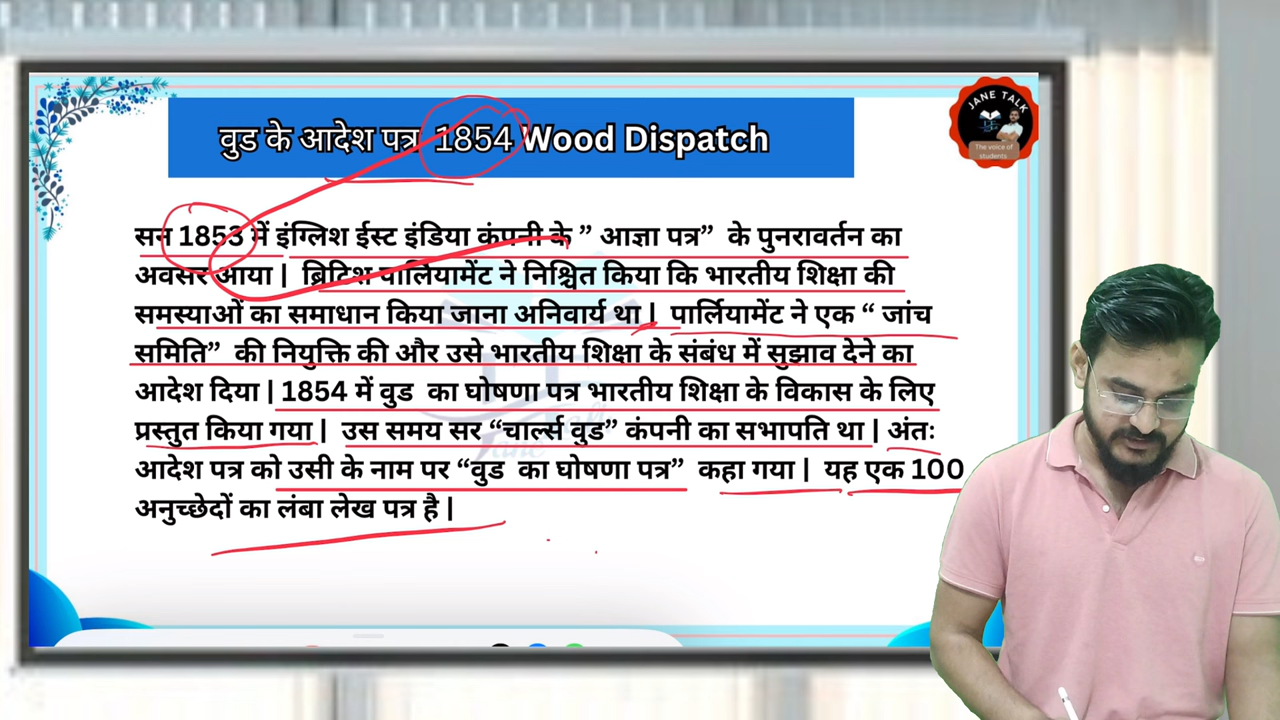 वुड के आदेश पत्र 1854 Wood Dispatch
JANE TALK
The voice of
students
सन 1853 में इंग्लिश ईस्ट इंडिया कंपनी के ” आज्ञा पत्र” के पुनरावर्तन का
अवसर आया | ब्रिटिश पार्लियामेंट ने निश्चित किया कि भारतीय शिक्षा की
समस्याओं का समाधान किया जाना अनिवार्य था | पार्लियामेंट ने एक “ जांच
समिति” की नियुक्ति की और उसे भारतीय शिक्षा के संबंध में सुझाव देने का
आदेश दिया | 1854 में वुड का घोषणा पत्र भारतीय शिक्षा के विकास के लिए
प्रस्तुत किया गया | उस समय सर “चार्ल्स वुड” कंपनी का सभापति था | अंतः
आदेश पत्र को उसी के नाम पर “वुड का घोषणा पत्र” कहा गया | यह एक 100
अनुच्छेदों का लंबा लेख पत्र है |